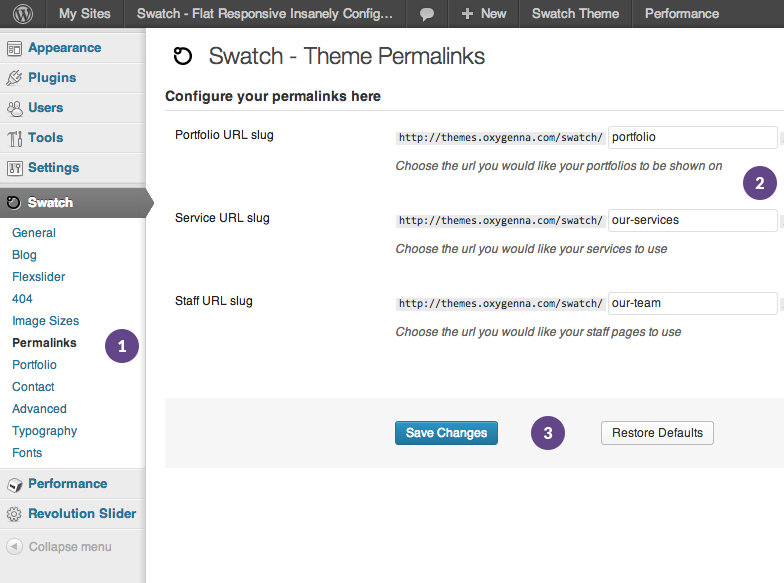 My Sites
Swatch - Flat Responsive Insanely Config...
+ New
Swatch Theme
Performance
Appearance
Plugins
Users
Tools
Settings
Swatch
General
Blog
Flexslider
404
Image Sizes
Permalinks
1
Portfolio
Contact
Advanced
Typography
Fonts
Performance
Revolution Slider
Collapse menu
Swatch - Theme Permalinks
Configure your permalinks here
Portfolio URL slug
http://themes.oxygenna.com/swatch/ portfolio
Choose the url you would like your portfolios to be shown on
2
Service URL slug
http://themes.oxygenna.com/swatch/ our-services
Choose the url you would like your services to use
Staff URL slug
http://themes.oxygenna.com/swatch/ our-team
Choose the url you would like your staff pages to use
Save Changes
3
Restore Defaults